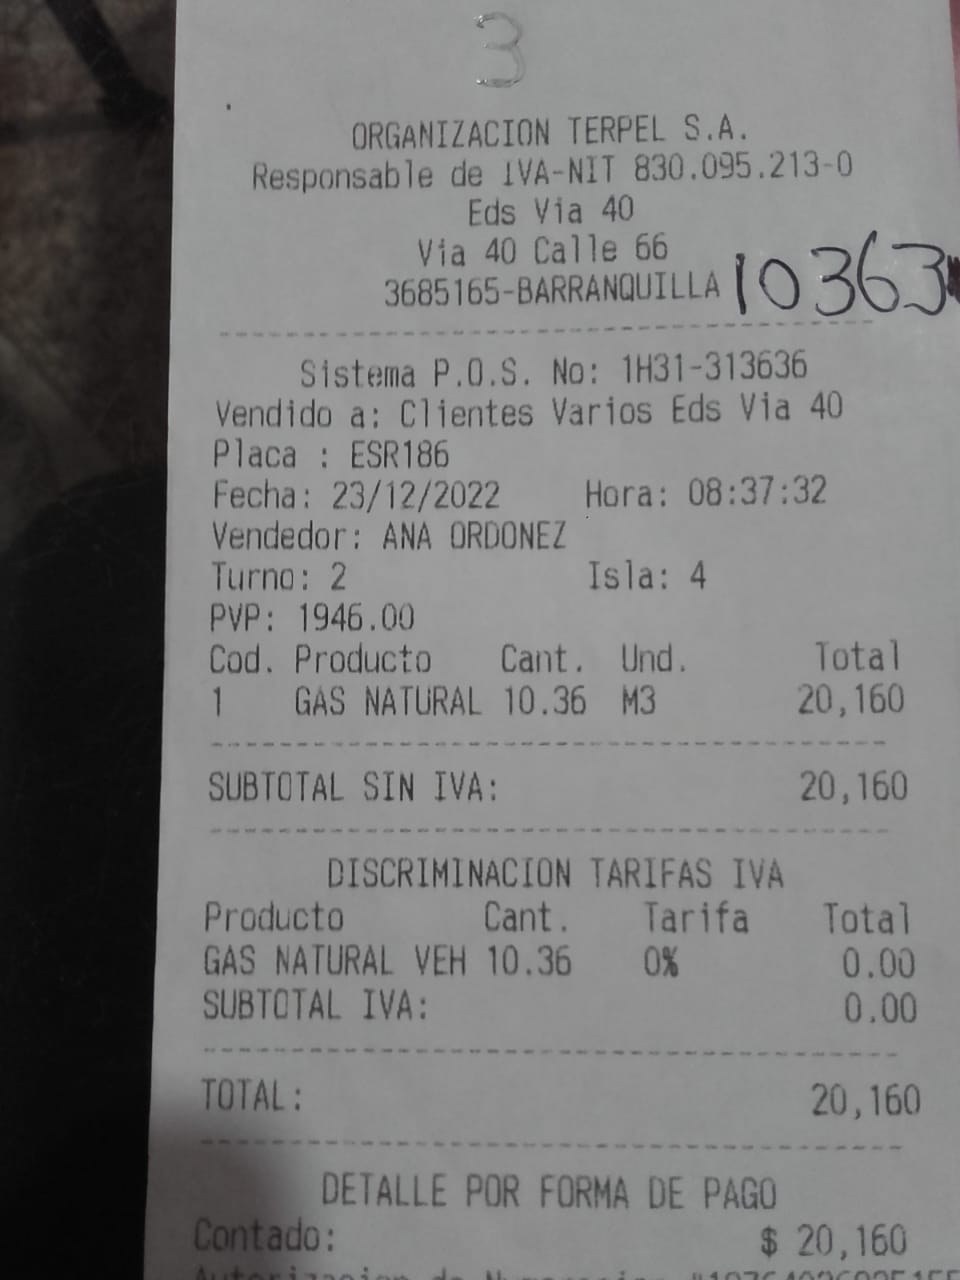 3
ORGANIZACION TERPEL S.A.
Responsable de IVA-NIT 830.095.213-0
Eds Via 40
Via 40 Calle 66
3685165-BARRANQUILLA 10363
Sistema P.O.S. No: 1H31-313636
Vendido a: Clientes Varios Eds Via 40
Placa : ESR186
Fecha: 23/12/2022 Hora: 08:37:32
Vendedor: ANA ORDONEZ
Turno: 2 Isla: 4
PVP: 1946.00
Cod. Producto Cant. Und. Total
1 GAS NATURAL 10.36 M3 20,160
SUBTOTAL SIN IVA: 20,160
DISCRIMINACION TARIFAS IVA
Producto Cant. Tarifa Total
GAS NATURAL VEH 10.36 0% 0.00
SUBTOTAL IVA: 0.00
TOTAL: 20,160
DETALLE POR FORMA DE PAGO
Contado: $ 20,160